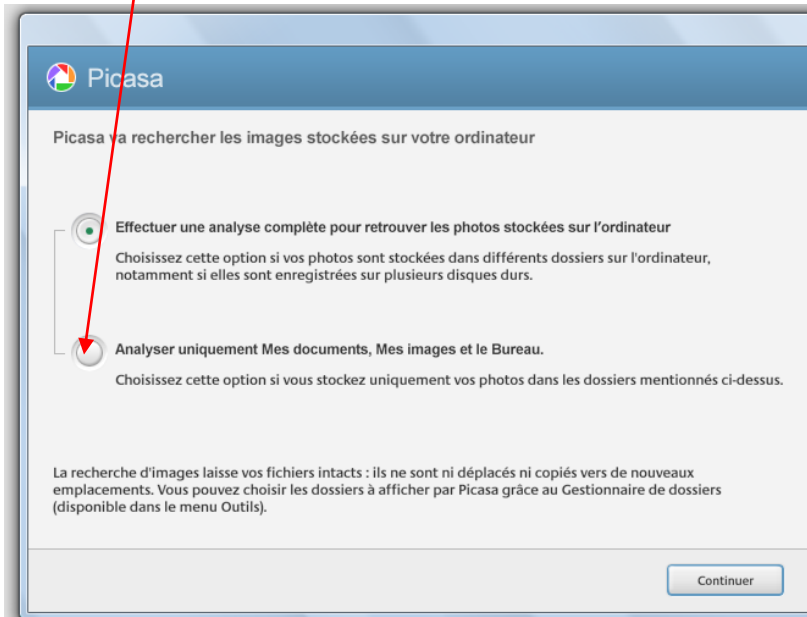 Picasa
Picasa va rechercher les images stockées sur votre ordinateur
Effectuer une analyse complète pour retrouver les photos stockées sur l'ordinateur
Choisissez cette option si vos photos sont stockées dans différents dossiers sur l'ordinateur,
notamment si elles sont enregistrées sur plusieurs disques durs.
Analyser uniquement Mes documents, Mes images et le Bureau.
Choisissez cette option si vous stockez uniquement vos photos dans les dossiers mentionnés ci-dessus.
La recherche d'images laisse vos fichiers intacts : ils ne sont ni déplacés ni copiés vers de nouveaux
emplacements. Vous pouvez choisir les dossiers à afficher par Picasa grâce au Gestionnaire de dossiers
(disponible dans le menu Outils).
Continuer